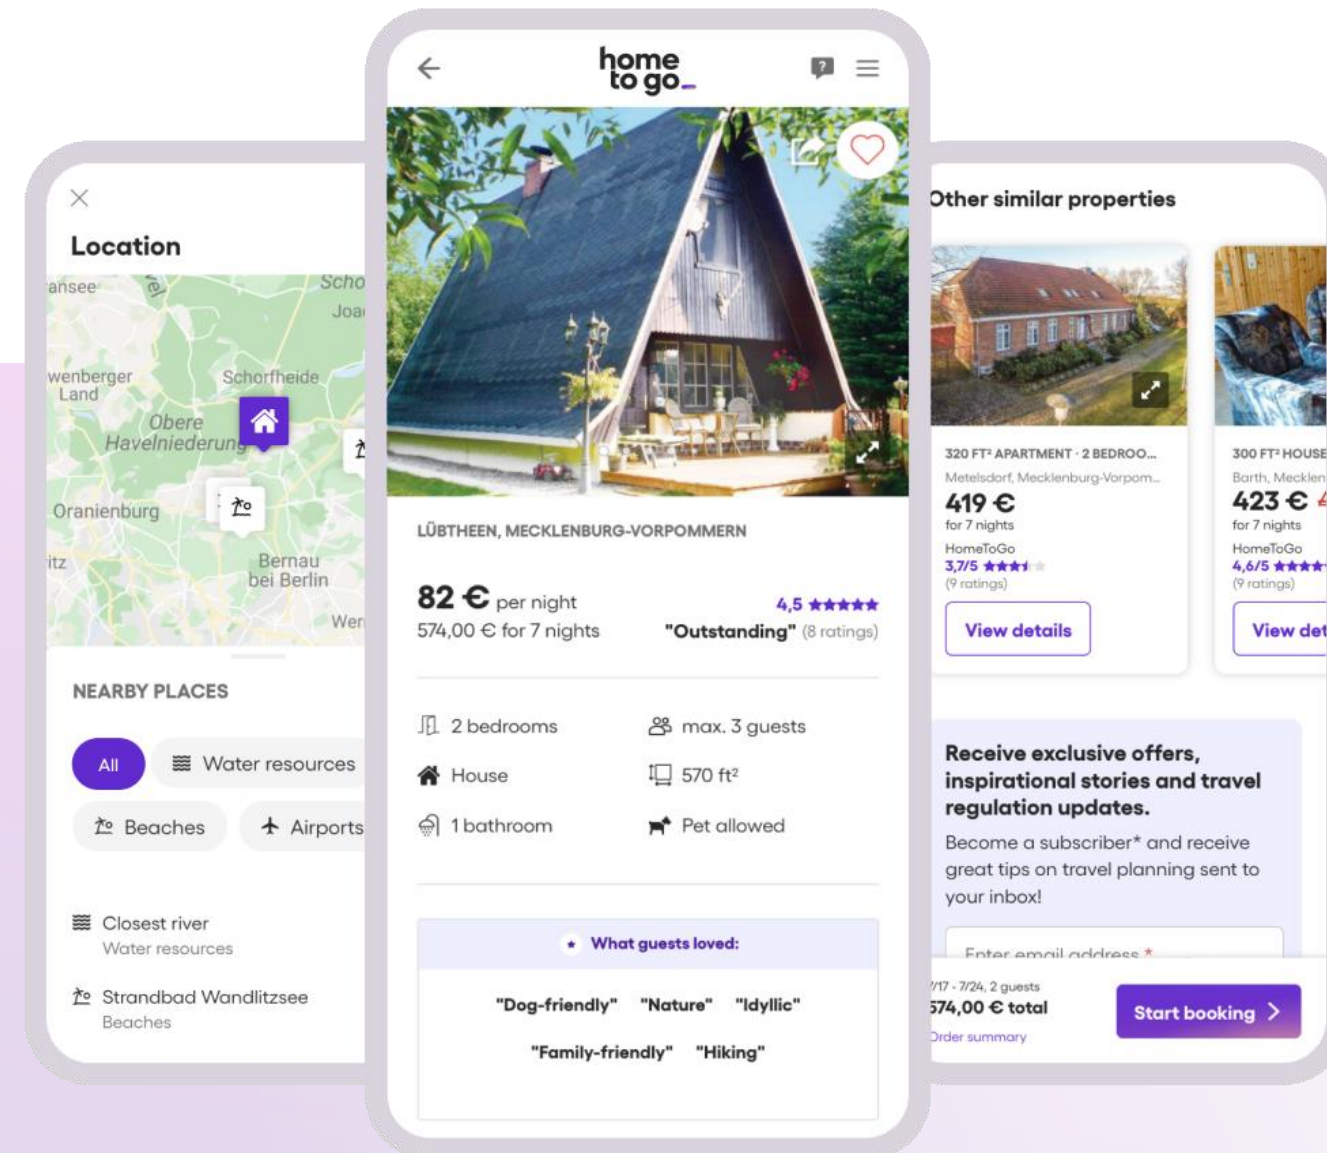 Location
ansee
Scho
Joa
wenberger
Land
Schorfheide
Obere
Havelniederung
Oranienburg
itz
Bernau
bei Berlin
Wer
NEARBY PLACES
All
Water resources
Beaches
Airports
Closest river
Water resources
Strandbad Wandlitzsee
Beaches
home
to go_
?
LÜBTHEEN, MECKLENBURG-VORPOMMERN
82 € per night
574,00 € for 7 nights
4,5
"Outstanding" (8 ratings)
2 bedrooms
max. 3 guests
House
570 ft²
1 bathroom
Pet allowed
What guests loved:
"Dog-friendly" "Nature" "Idyllic"
"Family-friendly" "Hiking"
Other similar properties
320 FT² APARTMENT · 2 BEDROO...
Metelsdorf, Mecklenburg-Vorpom...
419 €
for 7 nights
HomeToGo
3,7/5
(9 ratings)
View details
300 FT² HOUSE
Barth, Mecklen
423 €
for 7 nights
HomeToGo
4,6/5
(9 ratings)
View det
Receive exclusive offers,
inspirational stories and travel
regulation updates.
Become a subscriber* and receive
great tips on travel planning sent to
your inbox!
Enter email address *
7/17 - 7/24, 2 guests
574,00 € total
Order summary
Start booking